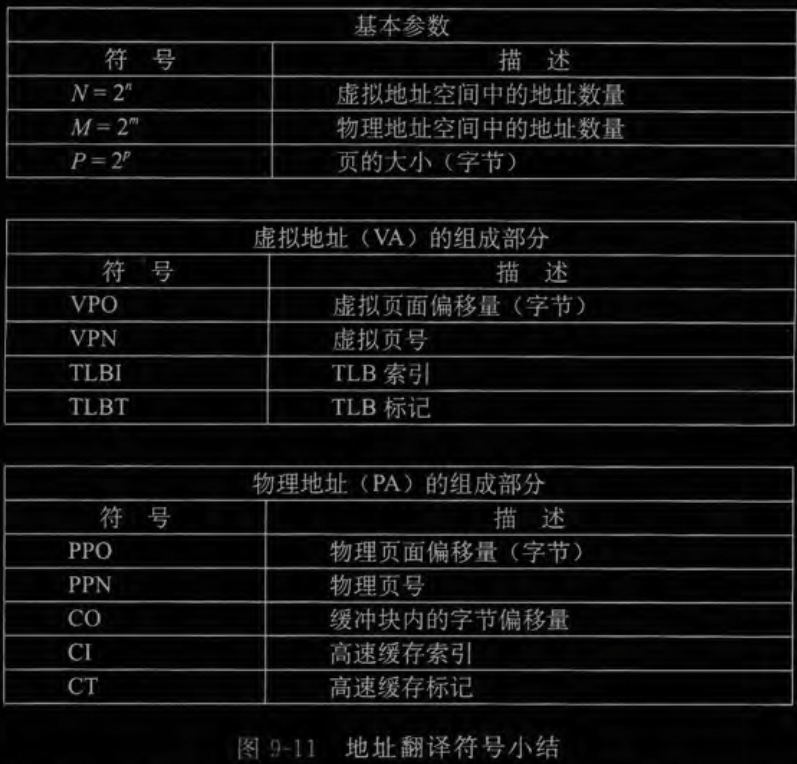 基本参数
符 号 描 述
N = 2ⁿ 虚拟地址空间中的地址数量
M = 2ᵐ 物理地址空间中的地址数量
P = 2ᵖ 页的大小（字节）
虚拟地址（VA）的组成部分
符 号 描 述
VPO 虚拟页面偏移量（字节）
VPN 虚拟页号
TLBI TLB 索引
TLBT TLB 标记
物理地址（PA）的组成部分
符 号 描 述
PPO 物理页面偏移量（字节）
PPN 物理页号
CO 缓冲块内的字节偏移量
CI 高速缓存索引
CT 高速缓存标记
图 9-11 地址翻译符号小结